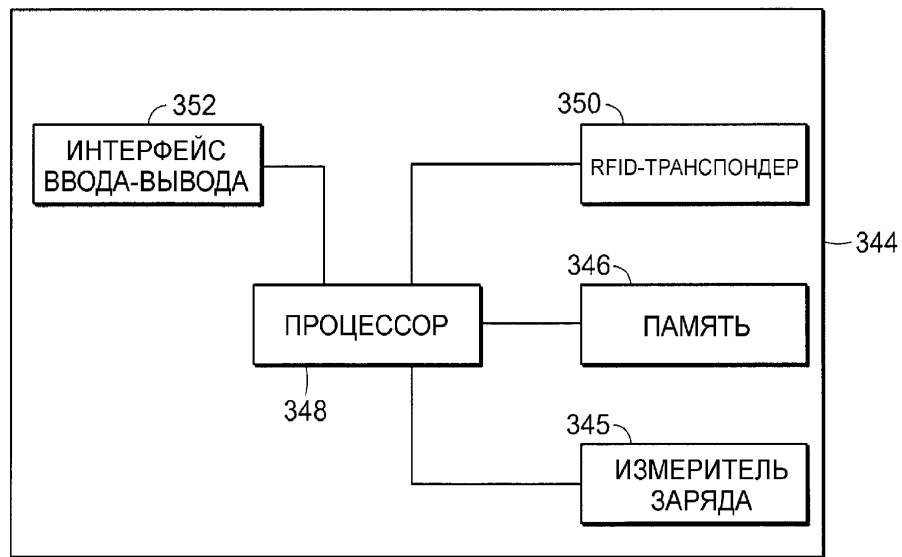 352
ИНТЕРФЕЙС
ВВОДА-ВЫВОДА
350
RFID-ТРАНСПОНДЕР
344
346
ПАМЯТЬ
ПРОЦЕССОР
348
345
ИЗМЕРИТЕЛЬ
ЗАРЯДА